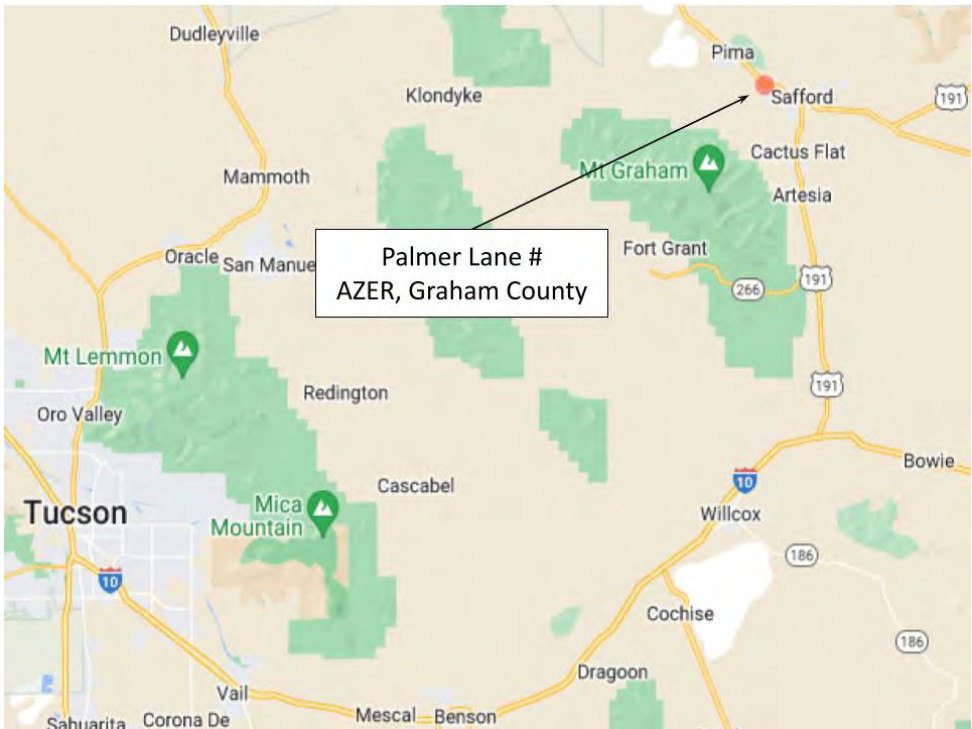 Dudleyville
Pima
Klondyke
Safford
191
Cactus Flat
Mt Graham
Mammoth
Artesia
Palmer Lane #
AZER, Graham County
Oracle
San Manue
Fort Grant
266
191
Mt Lemmon
Redington
191
Oro Valley
Bowie
Cascabel
10
Mica
Mountain
Tucson
Willcox
186
10
Cochise
186
Dragoon
Vail
Mescal
Benson
Sahuarita
Corona De